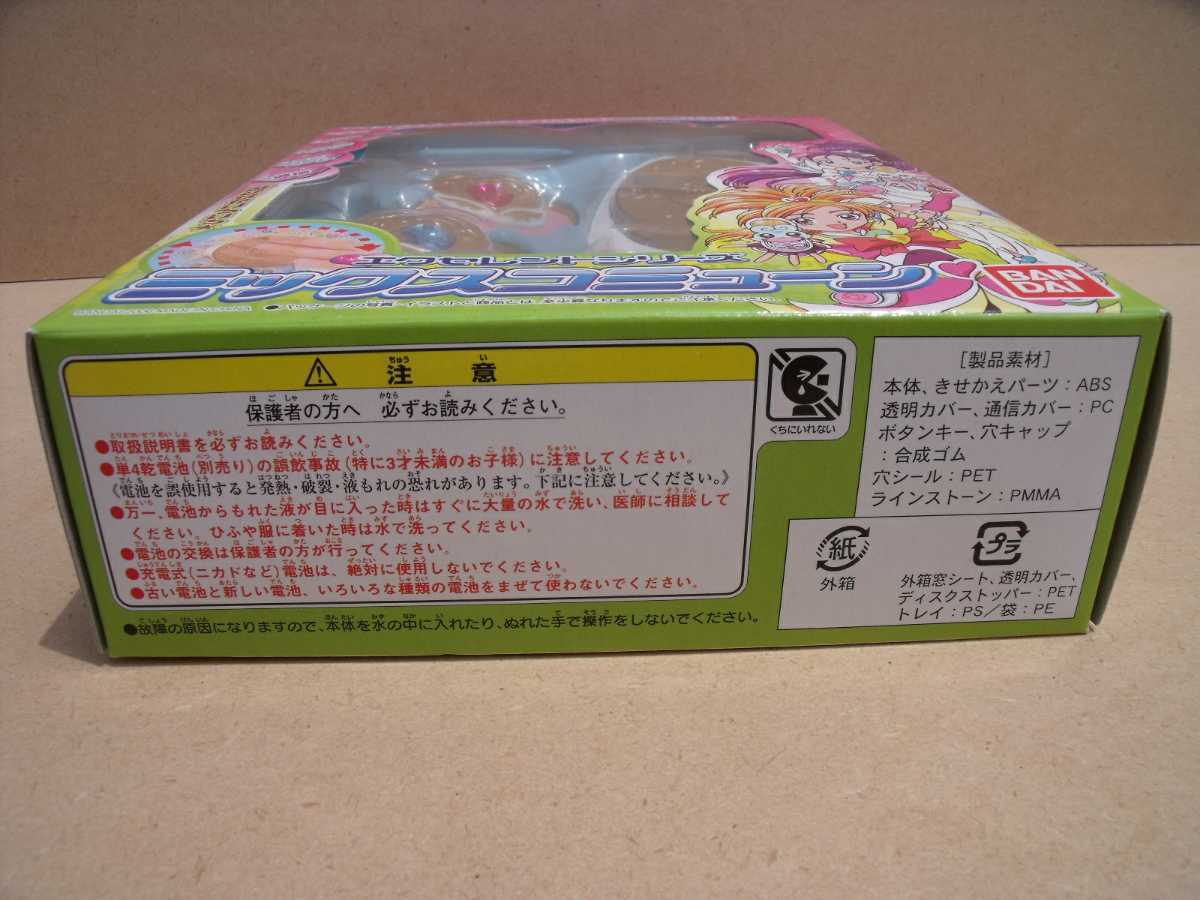 エクセレントシリーズ
ミックスコミューン
BAN
DAI
注意
保護者の方へ 必ずお読みください。
●取扱説明書を必ずお読みください。
●単4乾電池(別売り)の誤飲事故(特に3才未満のお子様)に注意してください。
《電池を誤使用すると発熱・破裂・液もれの恐れがあります。下記に注意してください。》
●万一、電池からもれた液が目に入った時はすぐに大量の水で洗い、医師に相談して
ください。ひふや服に着いた時は水で洗ってください。
●電池の交換は保護者の方が行ってください。
●充電式(ニカドなど)電池は、絶対に使用しないでください。
●古い電池と新しい電池、いろいろな種類の電池をまぜて使わないでください。
●故障の原因になりますので、本体を水の中に入れたり、ぬれた手で操作をしないでください。
くちにいれない
[製品素材]
本体、きせかえパーツ:ABS
透明カバー、通信カバー:PC
ボタンキー、穴キャップ
:合成ゴム
穴シール:PET
ラインストーン:PMMA
紙
外箱
プラ
外箱窓シート、透明カバー、
ディスクストッパー:PET
トレイ:PS/袋:PE